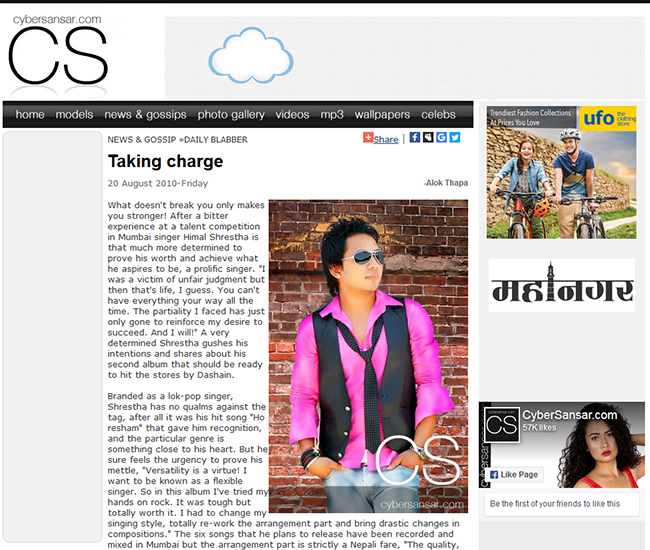 cybersansar.com
CS
home models news & gossips photo gallery videos mp3 wallpapers celebs
NEWS & GOSSIP »DAILY BLABBER
Share |
Taking charge
20 August 2010-Friday
-Alok Thapa
What doesn't break you only makes
you stronger! After a bitter
experience at a talent competition
in Mumbai singer Himal Shrestha is
that much more determined to
prove his worth and achieve what
he aspires to be, a prolific singer. "I
was a victim of unfair judgment but
then that's life, I guess. You can't
have everything your way all the
time. The partiality I faced has just
only gone to reinforce my desire to
succeed. And I will!" A very
determined Shrestha gushes his
intentions and shares about his
second album that should be ready
to hit the stores by Dashain.
Branded as a lok-pop singer,
Shrestha has no qualms against the
tag, after all it was his hit song "Ho
resham" that gave him recognition,
and the particular genre is
something close to his heart. But he
sure feels the urgency to prove his
mettle, "Versatility is a virtue! I
want to be known as a flexible
singer. So in this album I've tried my
hands on rock. It was tough but
totally worth it. I had to change my
singing style, totally re-work the arrangement part and bring drastic changes in
compositions." The six songs that he plans to release have been recorded and
mixed in Mumbai but the arrangement part is strictly a Nepali fare, "The quality,
CS
cybersansar.com
Trendiest Fashion Collections
At Prices You Love
ufo the clothing store
महानगर
CyberSansar.com
57K likes
CS
cybersansar
Like Page
Be the first of your friends to like this